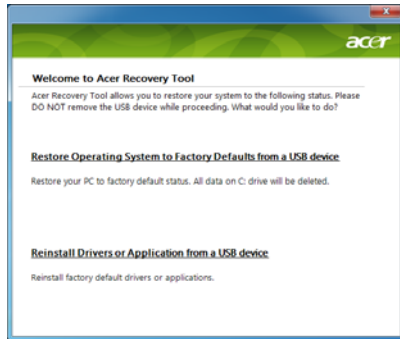 acer
Welcome to Acer Recovery Tool
Acer Recovery Tool allows you to restore your system to the following status. Please
DO NOT remove the USB device while proceeding. What would you like to do?
Restore Operating System to Factory Defaults from a USB device
Restore your PC to factory default status. All data on C: drive will be deleted.
Reinstall Drivers or Application from a USB device
Reinstall factory default drivers or applications.